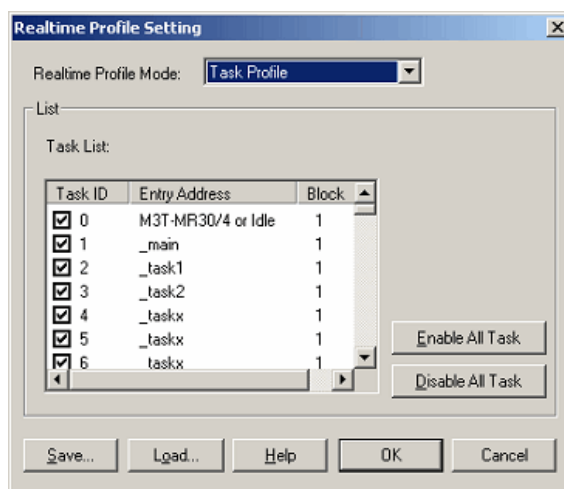 Realtime Profile Setting
Realtime Profile Mode: Task Profile
List
Task List:
Task ID Entry Address Block
0 M3T-MR30/4 or Idle 1
1 _main 1
2 _task1 1
3 _task2 1
4 _taskx 1
5 _taskx 1
6 _taskx 1
Enable All Task
Disable All Task
Save... Load... Help OK Cancel